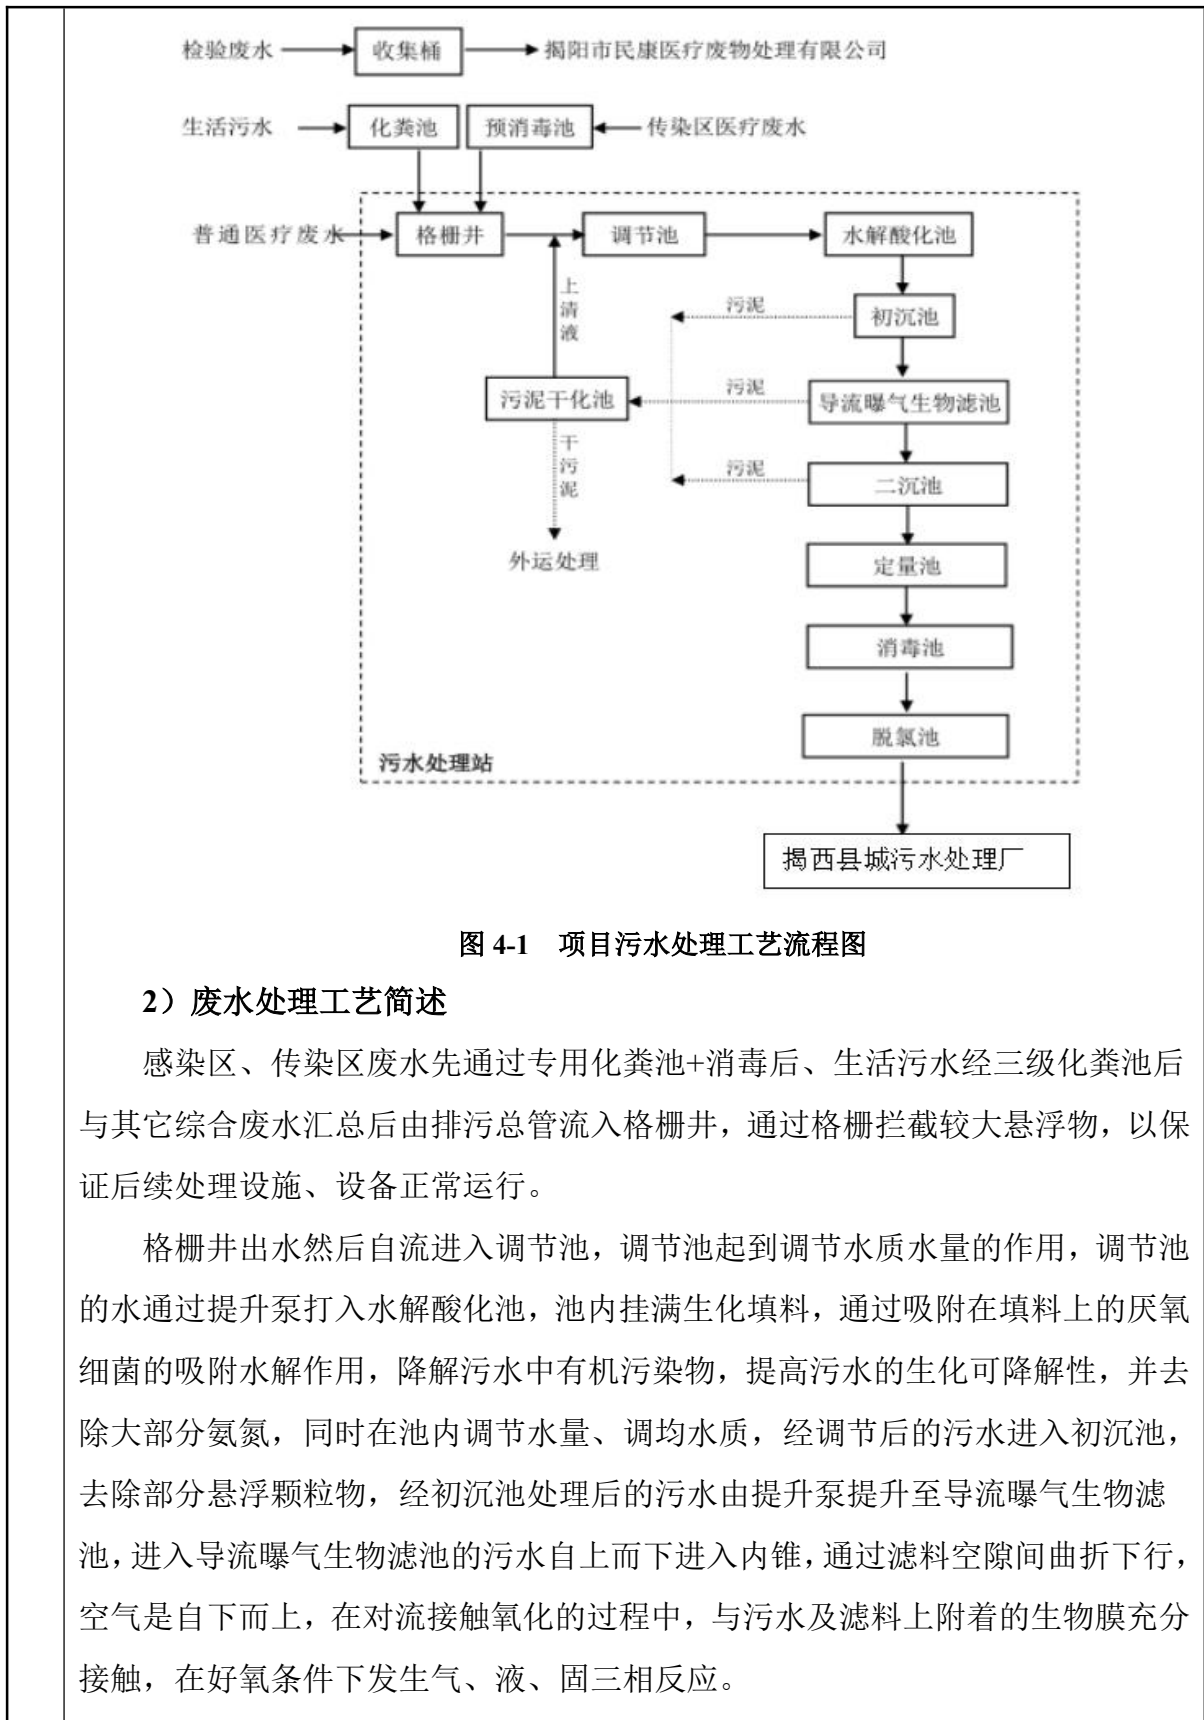 检验废水 收集桶 揭阳市民康医疗废物处理有限公司
生活污水 化粪池 预消毒池 传染区医疗废水
普通医疗废水 格栅井 调节池 水解酸化池
上清液
污泥 初沉池
污泥干化池 污泥 导流曝气生物滤池
干污泥
污泥 二沉池
外运处理 定量池
消毒池
脱氯池
污水处理站
揭西县城污水处理厂
图 4-1 项目污水处理工艺流程图
2）废水处理工艺简述
感染区、传染区废水先通过专用化粪池+消毒后、生活污水经三级化粪池后
与其它综合废水汇总后由排污总管流入格栅井，通过格栅拦截较大悬浮物，以保
证后续处理设施、设备正常运行。
格栅井出水然后自流进入调节池，调节池起到调节水质水量的作用，调节池
的水通过提升泵打入水解酸化池，池内挂满生化填料，通过吸附在填料上的厌氧
细菌的吸附水解作用，降解污水中有机污染物，提高污水的生化可降解性，并去
除大部分氨氮，同时在池内调节水量、调均水质，经调节后的污水进入初沉池，
去除部分悬浮颗粒物，经初沉池处理后的污水由提升泵提升至导流曝气生物滤
池，进入导流曝气生物滤池的污水自上而下进入内锥，通过滤料空隙间曲折下行，
空气是自下而上，在对流接触氧化的过程中，与污水及滤料上附着的生物膜充分
接触，在好氧条件下发生气、液、固三相反应。